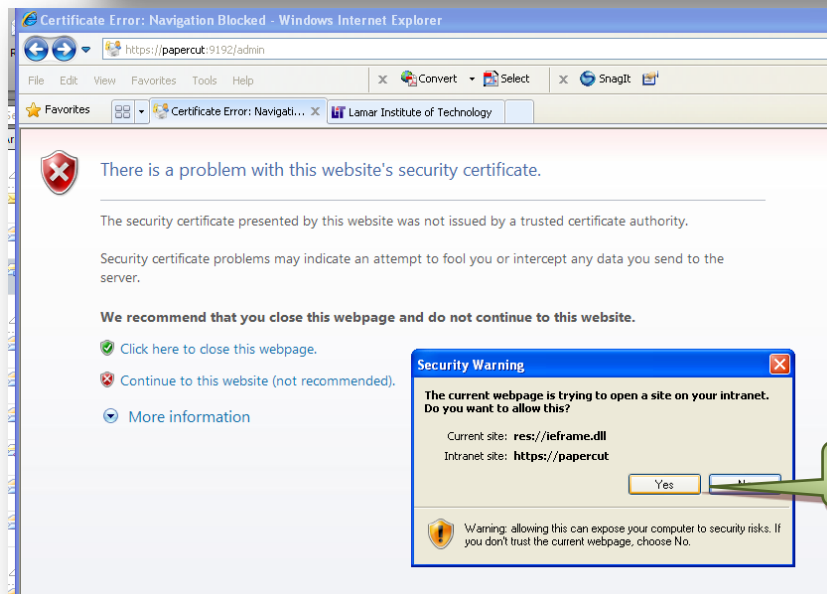 Certificate Error: Navigation Blocked - Windows Internet Explorer
https://papercut:9192/admin
File Edit View Favorites Tools Help
x Convert Select x SnagIt
Favorites Certificate Error: Navigati... X Lamar Institute of Technology
There is a problem with this website's security certificate.
The security certificate presented by this website was not issued by a trusted certificate authority.
Security certificate problems may indicate an attempt to fool you or intercept any data you send to the
server.
We recommend that you close this webpage and do not continue to this website.
Click here to close this webpage.
Continue to this website (not recommended).
More information
Security Warning
The current webpage is trying to open a site on your intranet.
Do you want to allow this?
Current site: res://ieframe.dll
Intranet site: https://papercut
Yes
Warning: allowing this can expose your computer to security risks. If
you don't trust the current webpage, choose No.